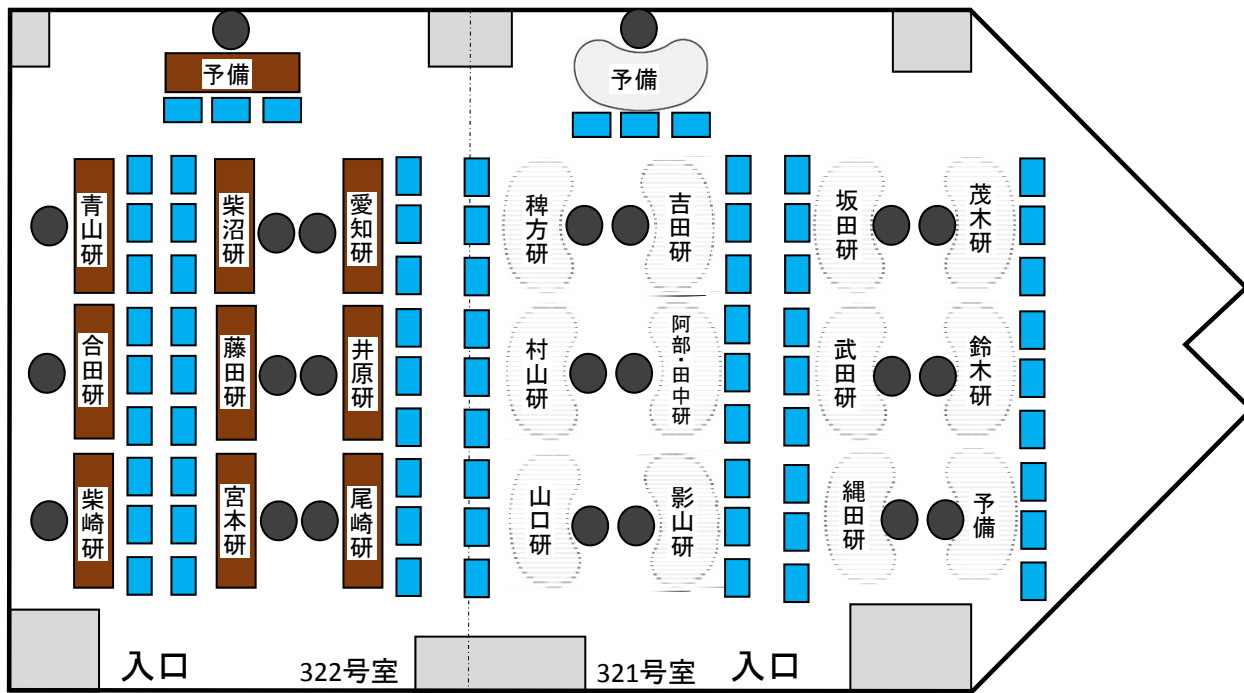 予備
予備
青山研
柴沼研
愛知研
稗方研
吉田研
坂田研
茂木研
合田研
藤田研
井原研
村山研
阿部・田中研
武田研
鈴木研
柴崎研
宮本研
尾崎研
山口研
影山研
縄田研
予備
入口
322号室
321号室
入口